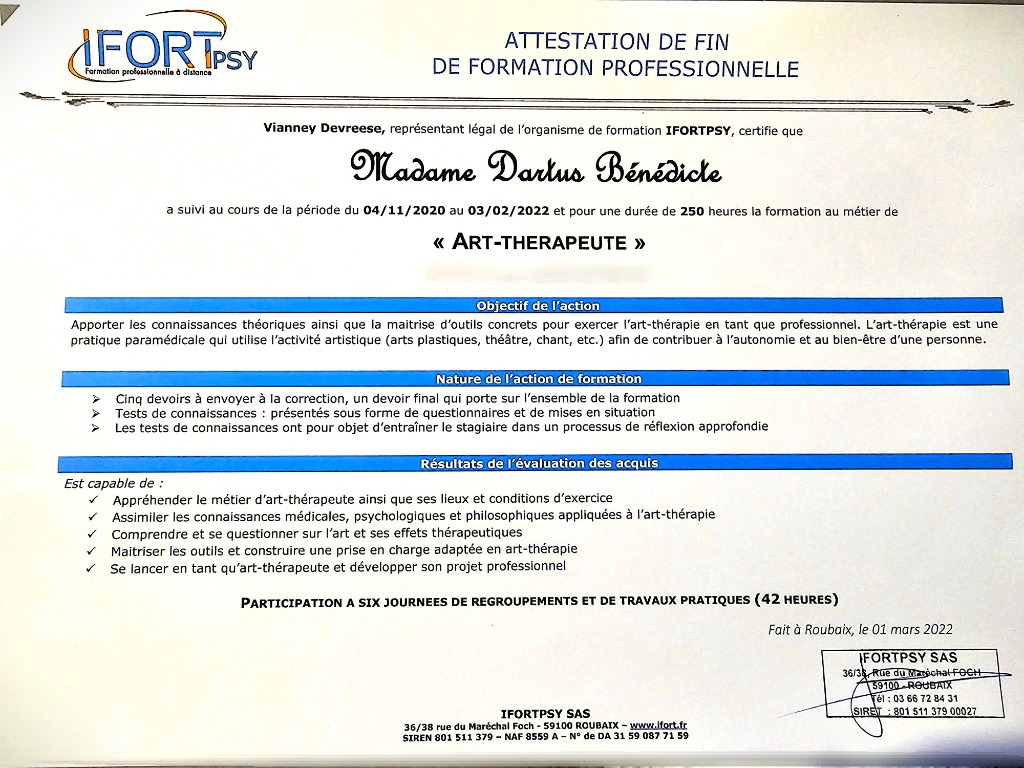 IFORTPSY
Formation professionnelle à distance
ATTESTATION DE FIN
DE FORMATION PROFESSIONNELLE
Vianney Devreese, représentant légal de l'organisme de formation IFORTPSY, certifie que
Madame Dartus Bénédicte
a suivi au cours de la période du 04/11/2020 au 03/02/2022 et pour une durée de 250 heures la formation au métier de
« ART-THERAPEUTE »
Objectif de l'action
Apporter les connaissances théoriques ainsi que la maitrise d'outils concrets pour exercer l'art-thérapie en tant que professionnel. L'art-thérapie est une
pratique paramédicale qui utilise l'activité artistique (arts plastiques, théâtre, chant, etc.) afin de contribuer à l'autonomie et au bien-être d'une personne.
Nature de l'action de formation
➢ Cinq devoirs à envoyer à la correction, un devoir final qui porte sur l'ensemble de la formation
➢ Tests de connaissances : présentés sous forme de questionnaires et de mises en situation
➢ Les tests de connaissances ont pour objet d'entraîner le stagiaire dans un processus de réflexion approfondie
Résultats de l'évaluation des acquis
Est capable de :
✓ Appréhender le métier d'art-thérapeute ainsi que ses lieux et conditions d'exercice
✓ Assimiler les connaissances médicales, psychologiques et philosophiques appliquées à l'art-thérapie
✓ Comprendre et se questionner sur l'art et ses effets thérapeutiques
✓ Maitriser les outils et construire une prise en charge adaptée en art-thérapie
✓ Se lancer en tant qu'art-thérapeute et développer son projet professionnel
PARTICIPATION A SIX JOURNEES DE REGROUPEMENTS ET DE TRAVAUX PRATIQUES (42 HEURES)
Fait à Roubaix, le 01 mars 2022
IFORTPSY SAS
36/38, Rue du Maréchal FOCH
59100 - ROUBAIX
Tél : 03 66 72 84 31
SIRET : 801 511 379 00027
IFORTPSY SAS
36/38 rue du Maréchal Foch - 59100 ROUBAIX – www.ifort.fr
SIREN 801 511 379 – NAF 8559 A – N° de DA 31 59 087 71 59